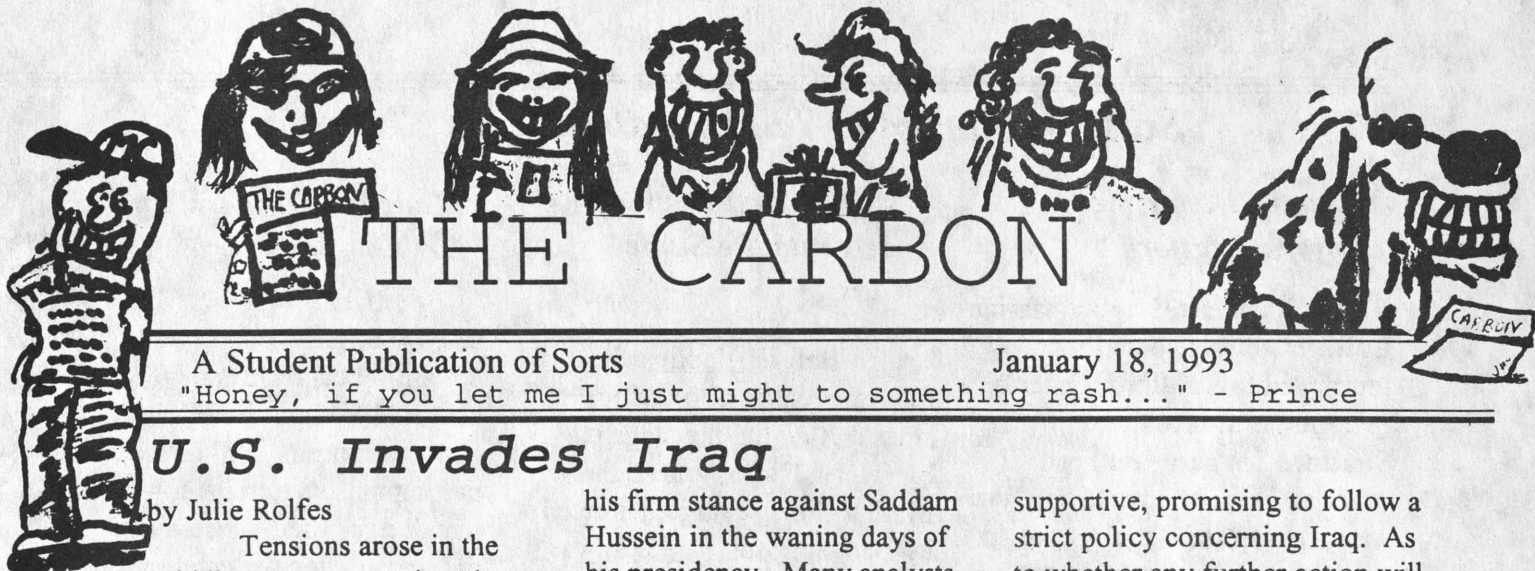 THE CARBON
THE CARBON
CARBON
A Student Publication of Sorts January 18, 1993
"Honey, if you let me I just might to something rash..." - Prince
U.S. Invades Iraq
by Julie Rolfes
Tensions arose in the
his firm stance against Saddam
Hussein in the waning days of
his presidency. Many analysts
supportive, promising to follow a
strict policy concerning Iraq. As
to whether any further action will